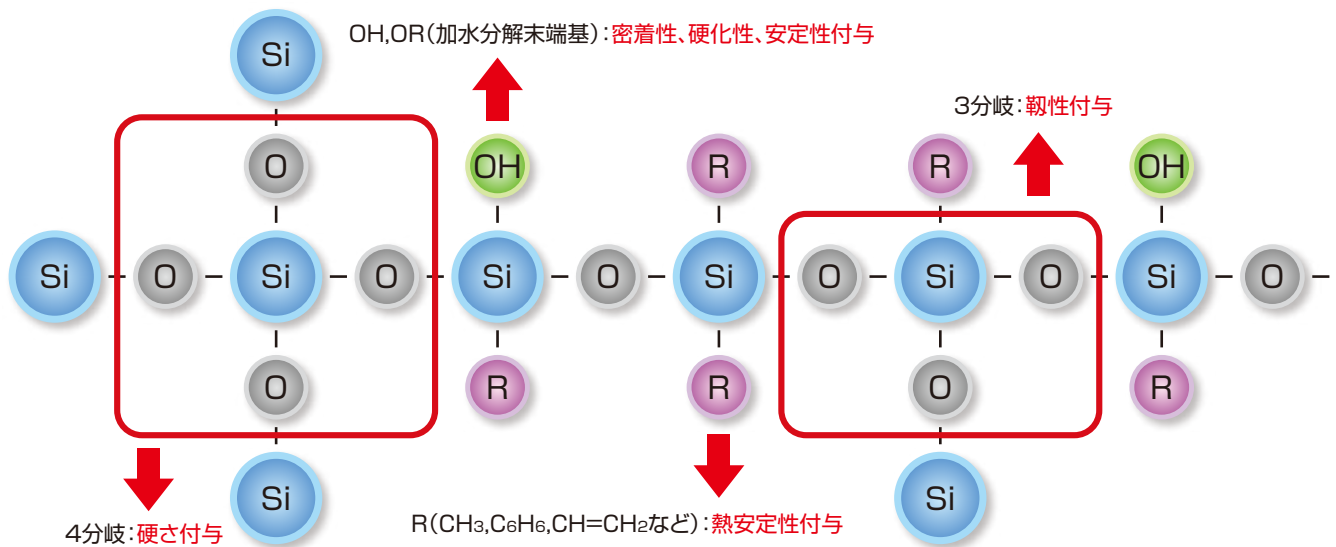 Si
OH,OR(加水分解末端基):密着性、硬化性、安定性付与
3分岐:靱性付与
O OH R R OH
Si O Si O Si O Si O Si O Si O
O R R O R
Si Si
4分岐:硬さ付与
R(CH3,C6H6,CH=CH2など):熱安定性付与